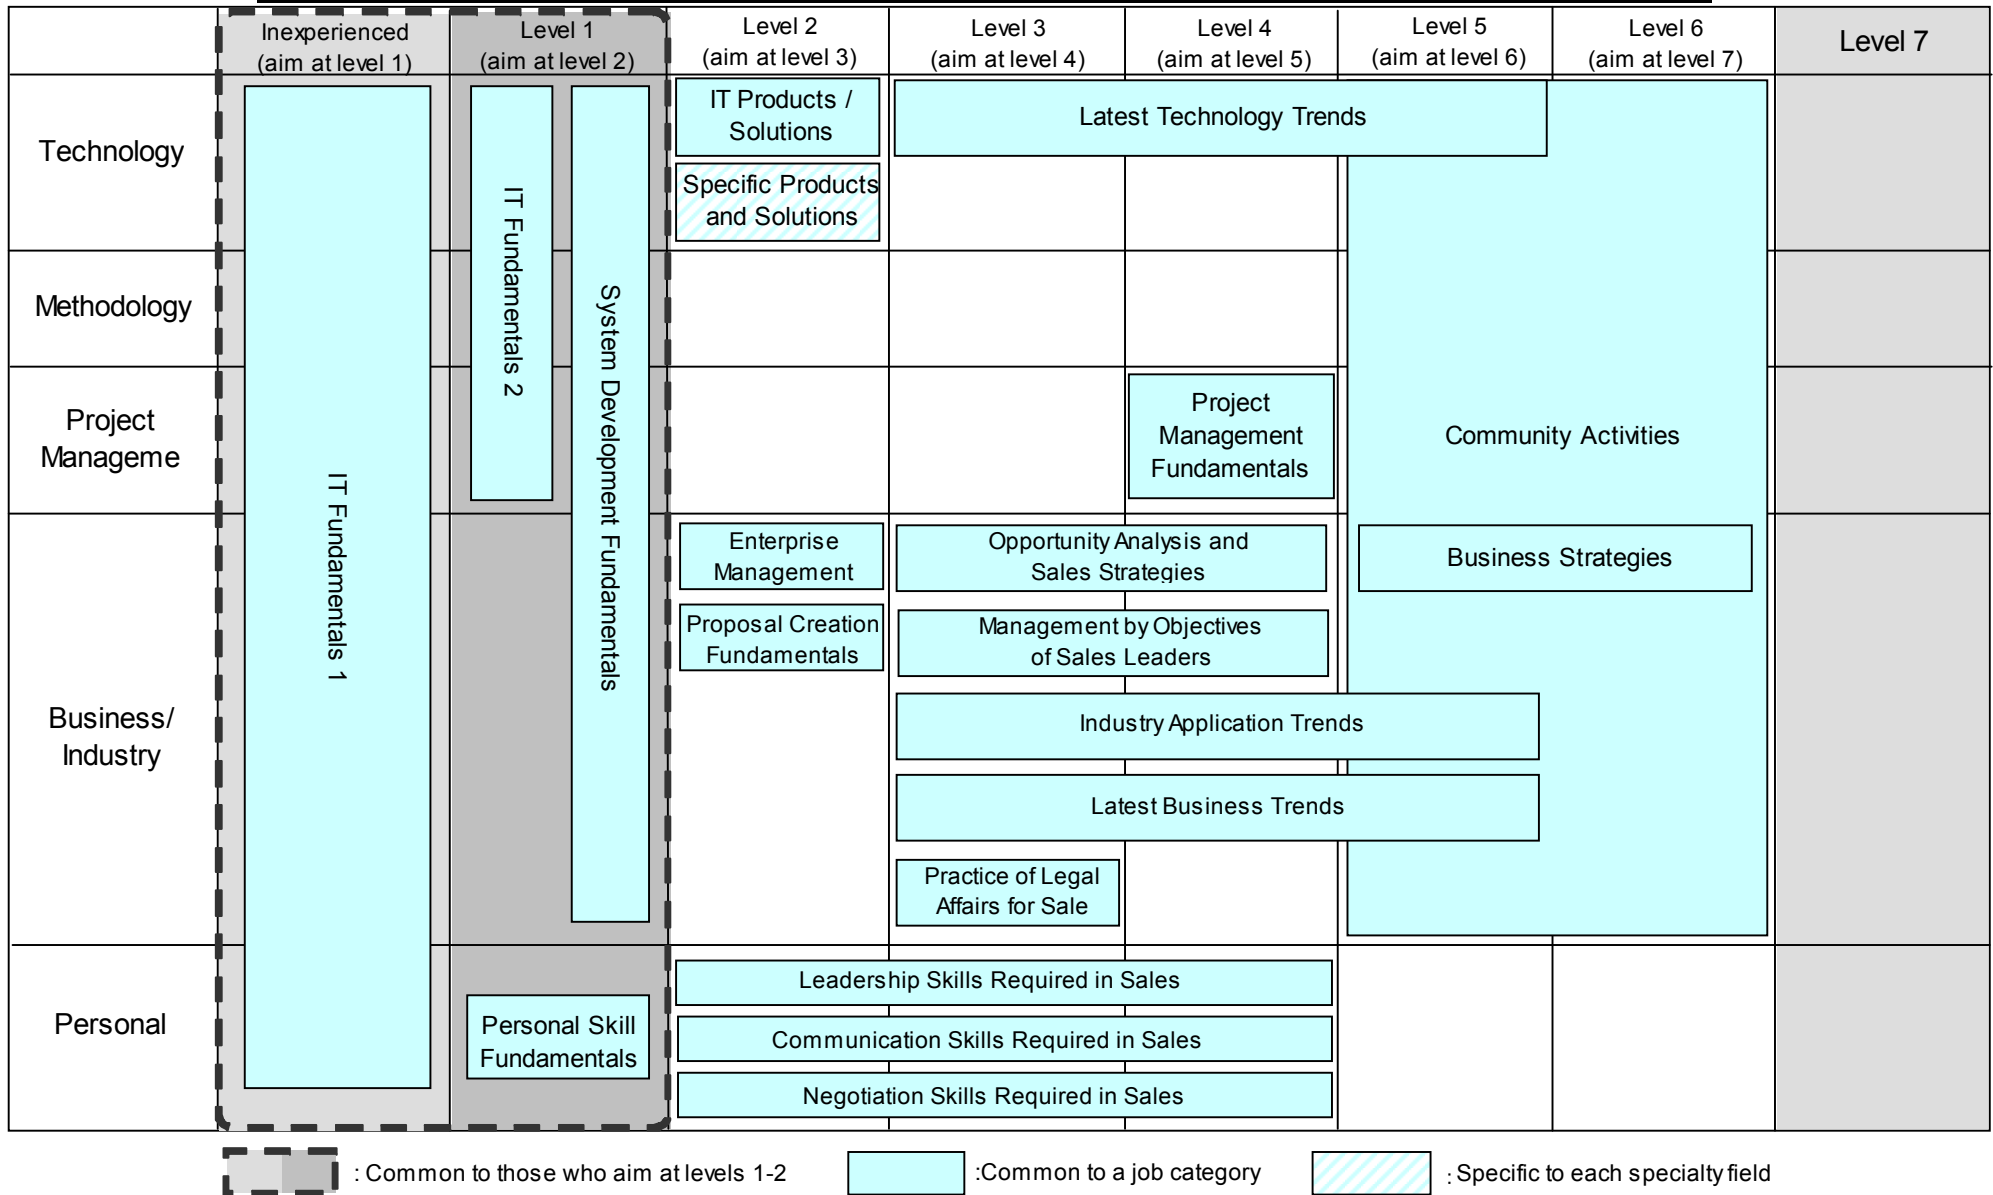 Inexperienced
(aim at level 1)
Level 1
(aim at level 2)
Level 2
(aim at level 3)
Level 3
(aim at level 4)
Level 4
(aim at level 5)
Level 5
(aim at level 6)
Level 6
(aim at level 7)
Level 7
Technology
Methodology
Project
Manageme
Business/
Industry
Personal
IT Fundamentals 1
IT Fundamentals 2
System Development Fundamentals
Personal Skill
Fundamentals
IT Products /
Solutions
Specific Products
and Solutions
Latest Technology Trends
Project
Management
Fundamentals
Community Activities
Enterprise
Management
Proposal Creation
Fundamentals
Opportunity Analysis and
Sales Strategies
Management by Objectives
of Sales Leaders
Business Strategies
Industry Application Trends
Latest Business Trends
Practice of Legal
Affairs for Sale
Leadership Skills Required in Sales
Communication Skills Required in Sales
Negotiation Skills Required in Sales
: Common to those who aim at levels 1-2
:Common to a job category
: Specific to each specialty field